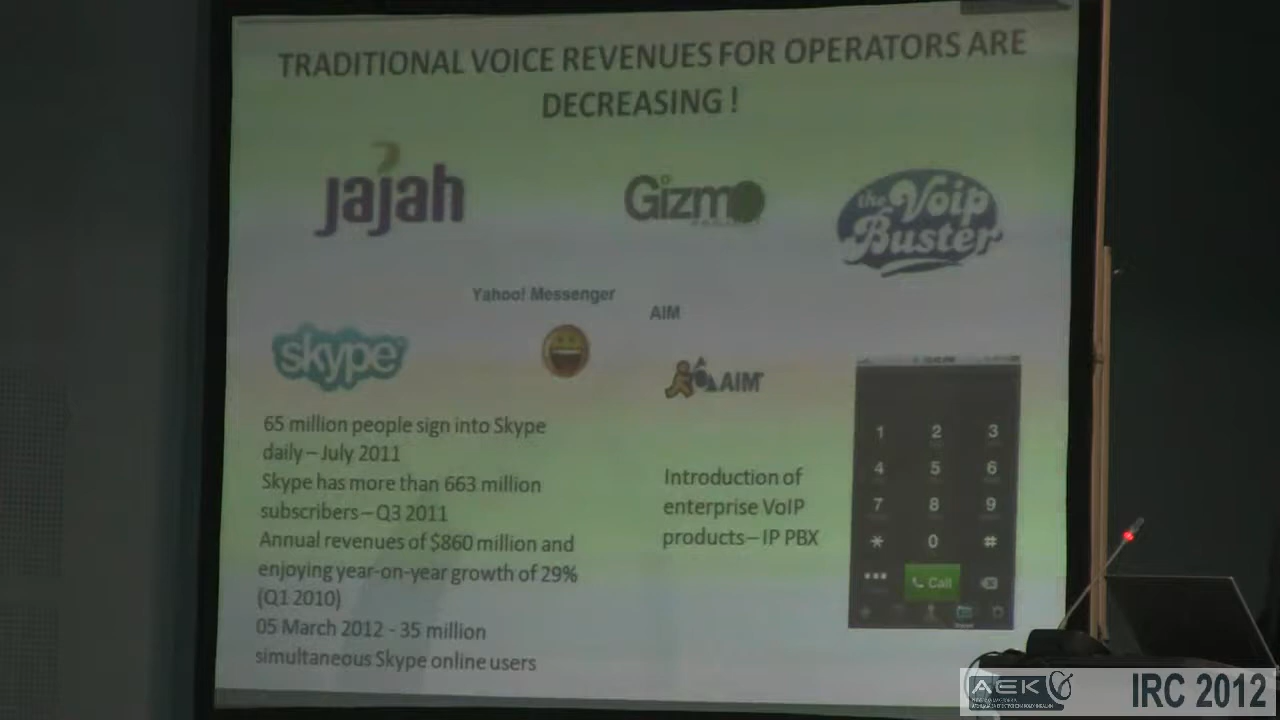 TRADITIONAL VOICE REVENUES FOR OPERATORS ARE
DECREASING !
jajah
Gizmo
the Voip
Buster
Yahoo! Messenger
AIM
skype
AIM
65 million people sign into Skype
daily – July 2011
Skype has more than 663 million
subscribers – Q3 2011
Annual revenues of $860 million and
enjoying year-on-year growth of 29%
(Q1 2010)
05 March 2012 - 35 million
simultaneous Skype online users
Introduction of
enterprise VoIP
products – IP PBX
1 2 3
4 5 6
7 8 9
* 0 #
Call
AEK
IRC 2012